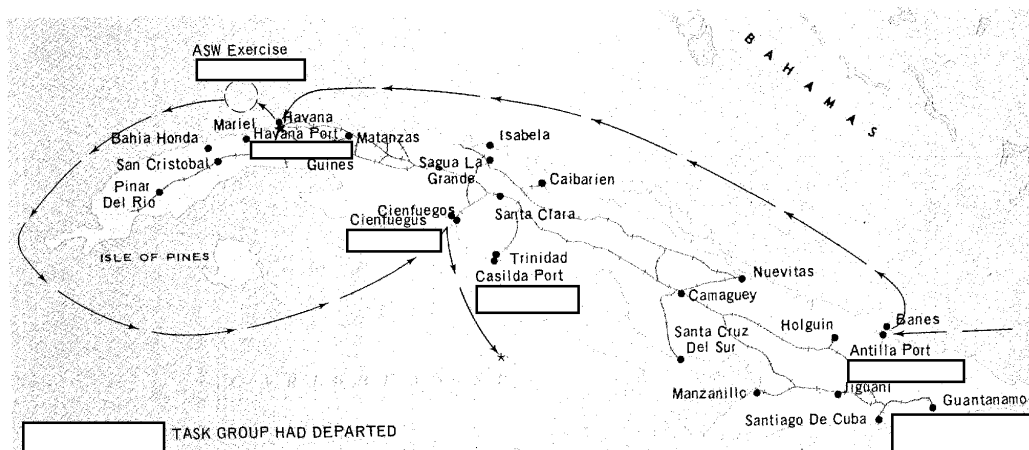 ASW Exercise
BAHAMAS
Havana
Mariel
Havana Port
Matanzas
Bahia Honda
Guines
San Cristobal
Pinar
Del Rio
Isabela
Sagua La
Grande
Caibarien
Cienfuegos
Cienfuegus
Santa Clara
ISLE OF PINES
Trinidad
Casilda Port
Nuevitas
Camaguey
Banes
Santa Cruz
Del Sur
Holguin
Antilla Port
Manzanillo
Jiguani
Guantanamo
Santiago De Cuba
TASK GROUP HAD DEPARTED